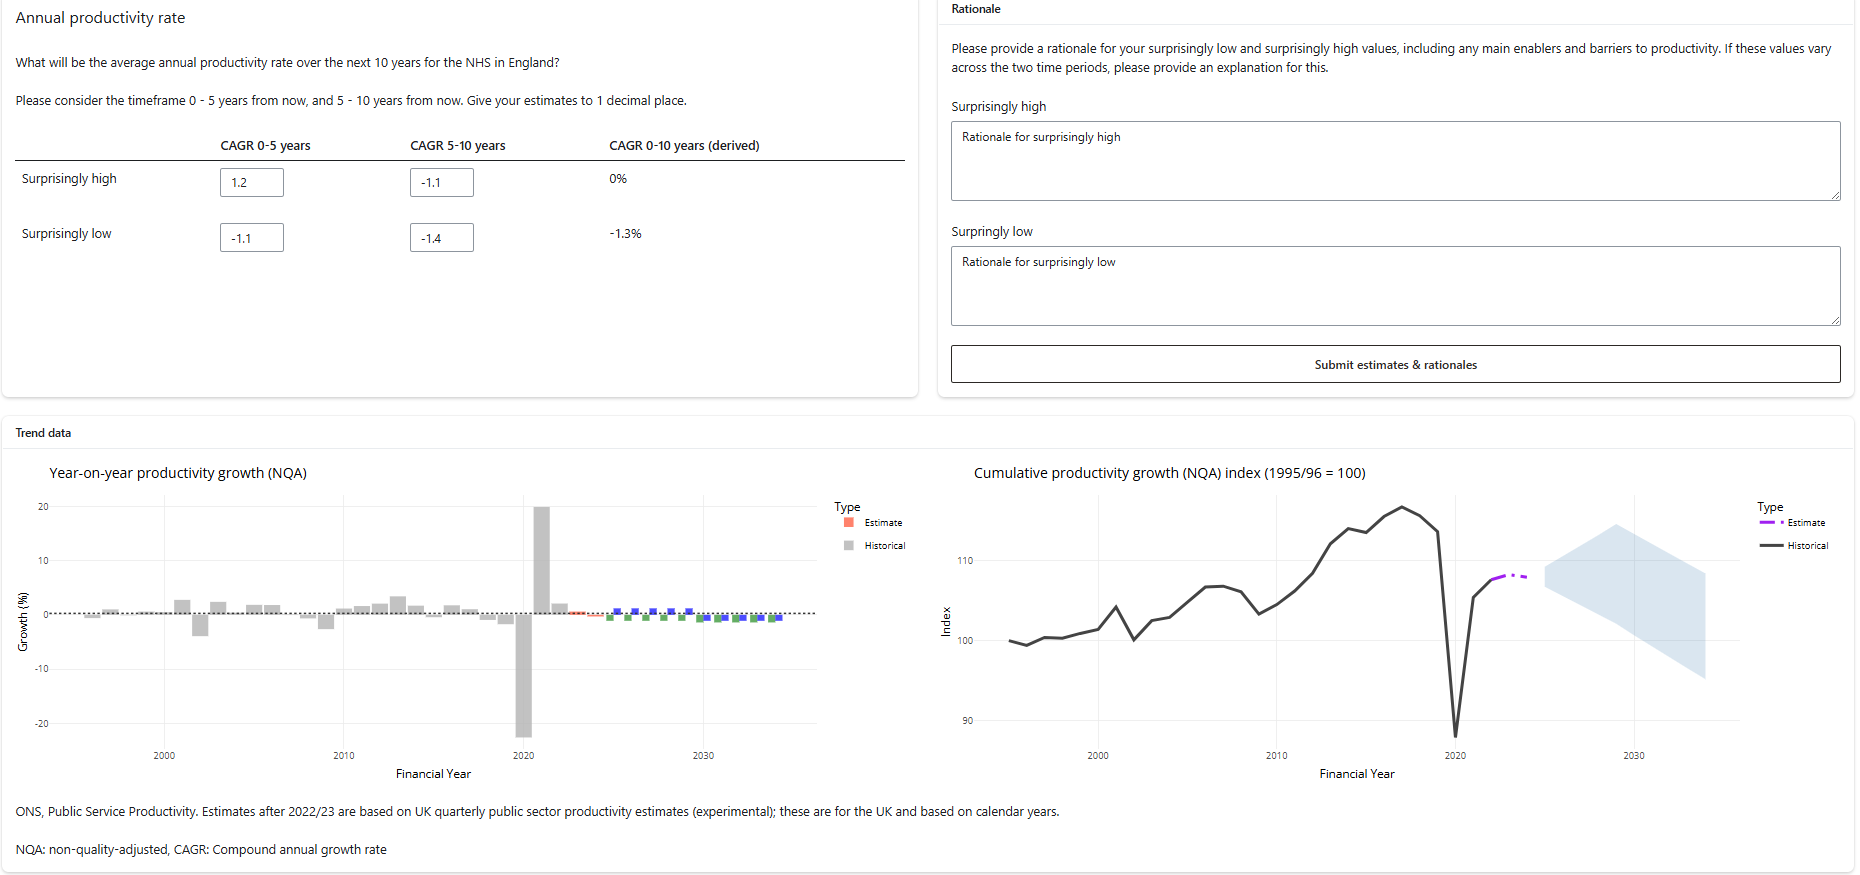 Annual productivity rate
What will be the average annual productivity rate over the next 10 years for the NHS in England?
Please consider the timeframe 0 - 5 years from now, and 5 - 10 years from now. Give your estimates to 1 decimal place.
CAGR 0-5 years CAGR 5-10 years CAGR 0-10 years (derived)
Surprisingly high 1.2 -1.1 0%
Surprisingly low -1.1 -1.4 -1.3%
Rationale
Please provide a rationale for your surprisingly low and surprisingly high values, including any main enablers and barriers to productivity. If these values vary
across the two time periods, please provide an explanation for this.
Surprisingly high
Rationale for surprisingly high
Surpringly low
Rationale for surprisingly low
Submit estimates & rationales
Trend data
Year-on-year productivity growth (NQA)
20
10
0
-10
-20
Growth (%)
2000 2010 2020 2030
Financial Year
Type
Estimate
Historical
Cumulative productivity growth (NQA) index (1995/96 = 100)
110
100
90
Index
2000 2010 2020 2030
Financial Year
Type
Estimate
Historical
ONS, Public Service Productivity. Estimates after 2022/23 are based on UK quarterly public sector productivity estimates (experimental); these are for the UK and based on calendar years.
NQA: non-quality-adjusted, CAGR: Compound annual growth rate